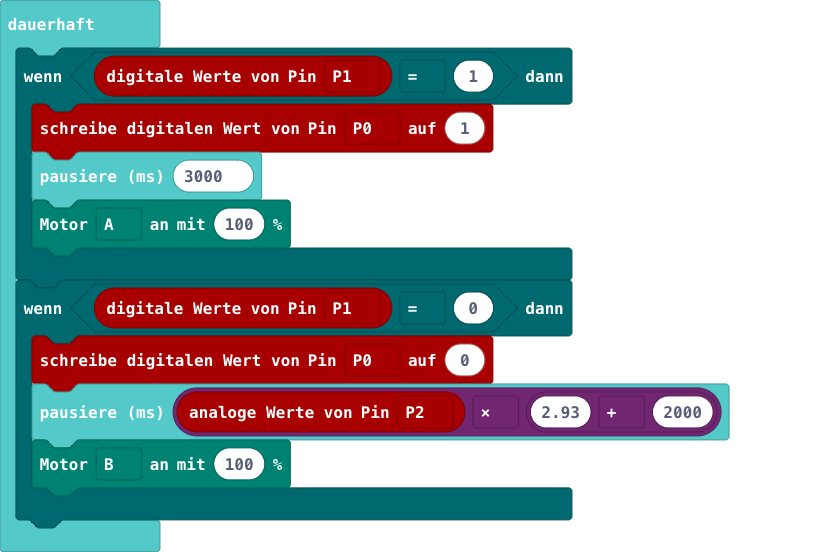 dauerhaft
wenn digitale Werte von Pin P1 = 1 dann
schreibe digitalen Wert von Pin P0 auf 1
pausiere (ms) 3000
Motor A an mit 100 %
wenn digitale Werte von Pin P1 = 0 dann
schreibe digitalen Wert von Pin P0 auf 0
pausiere (ms) analoge Werte von Pin P2 × 2.93 + 2000
Motor B an mit 100 %